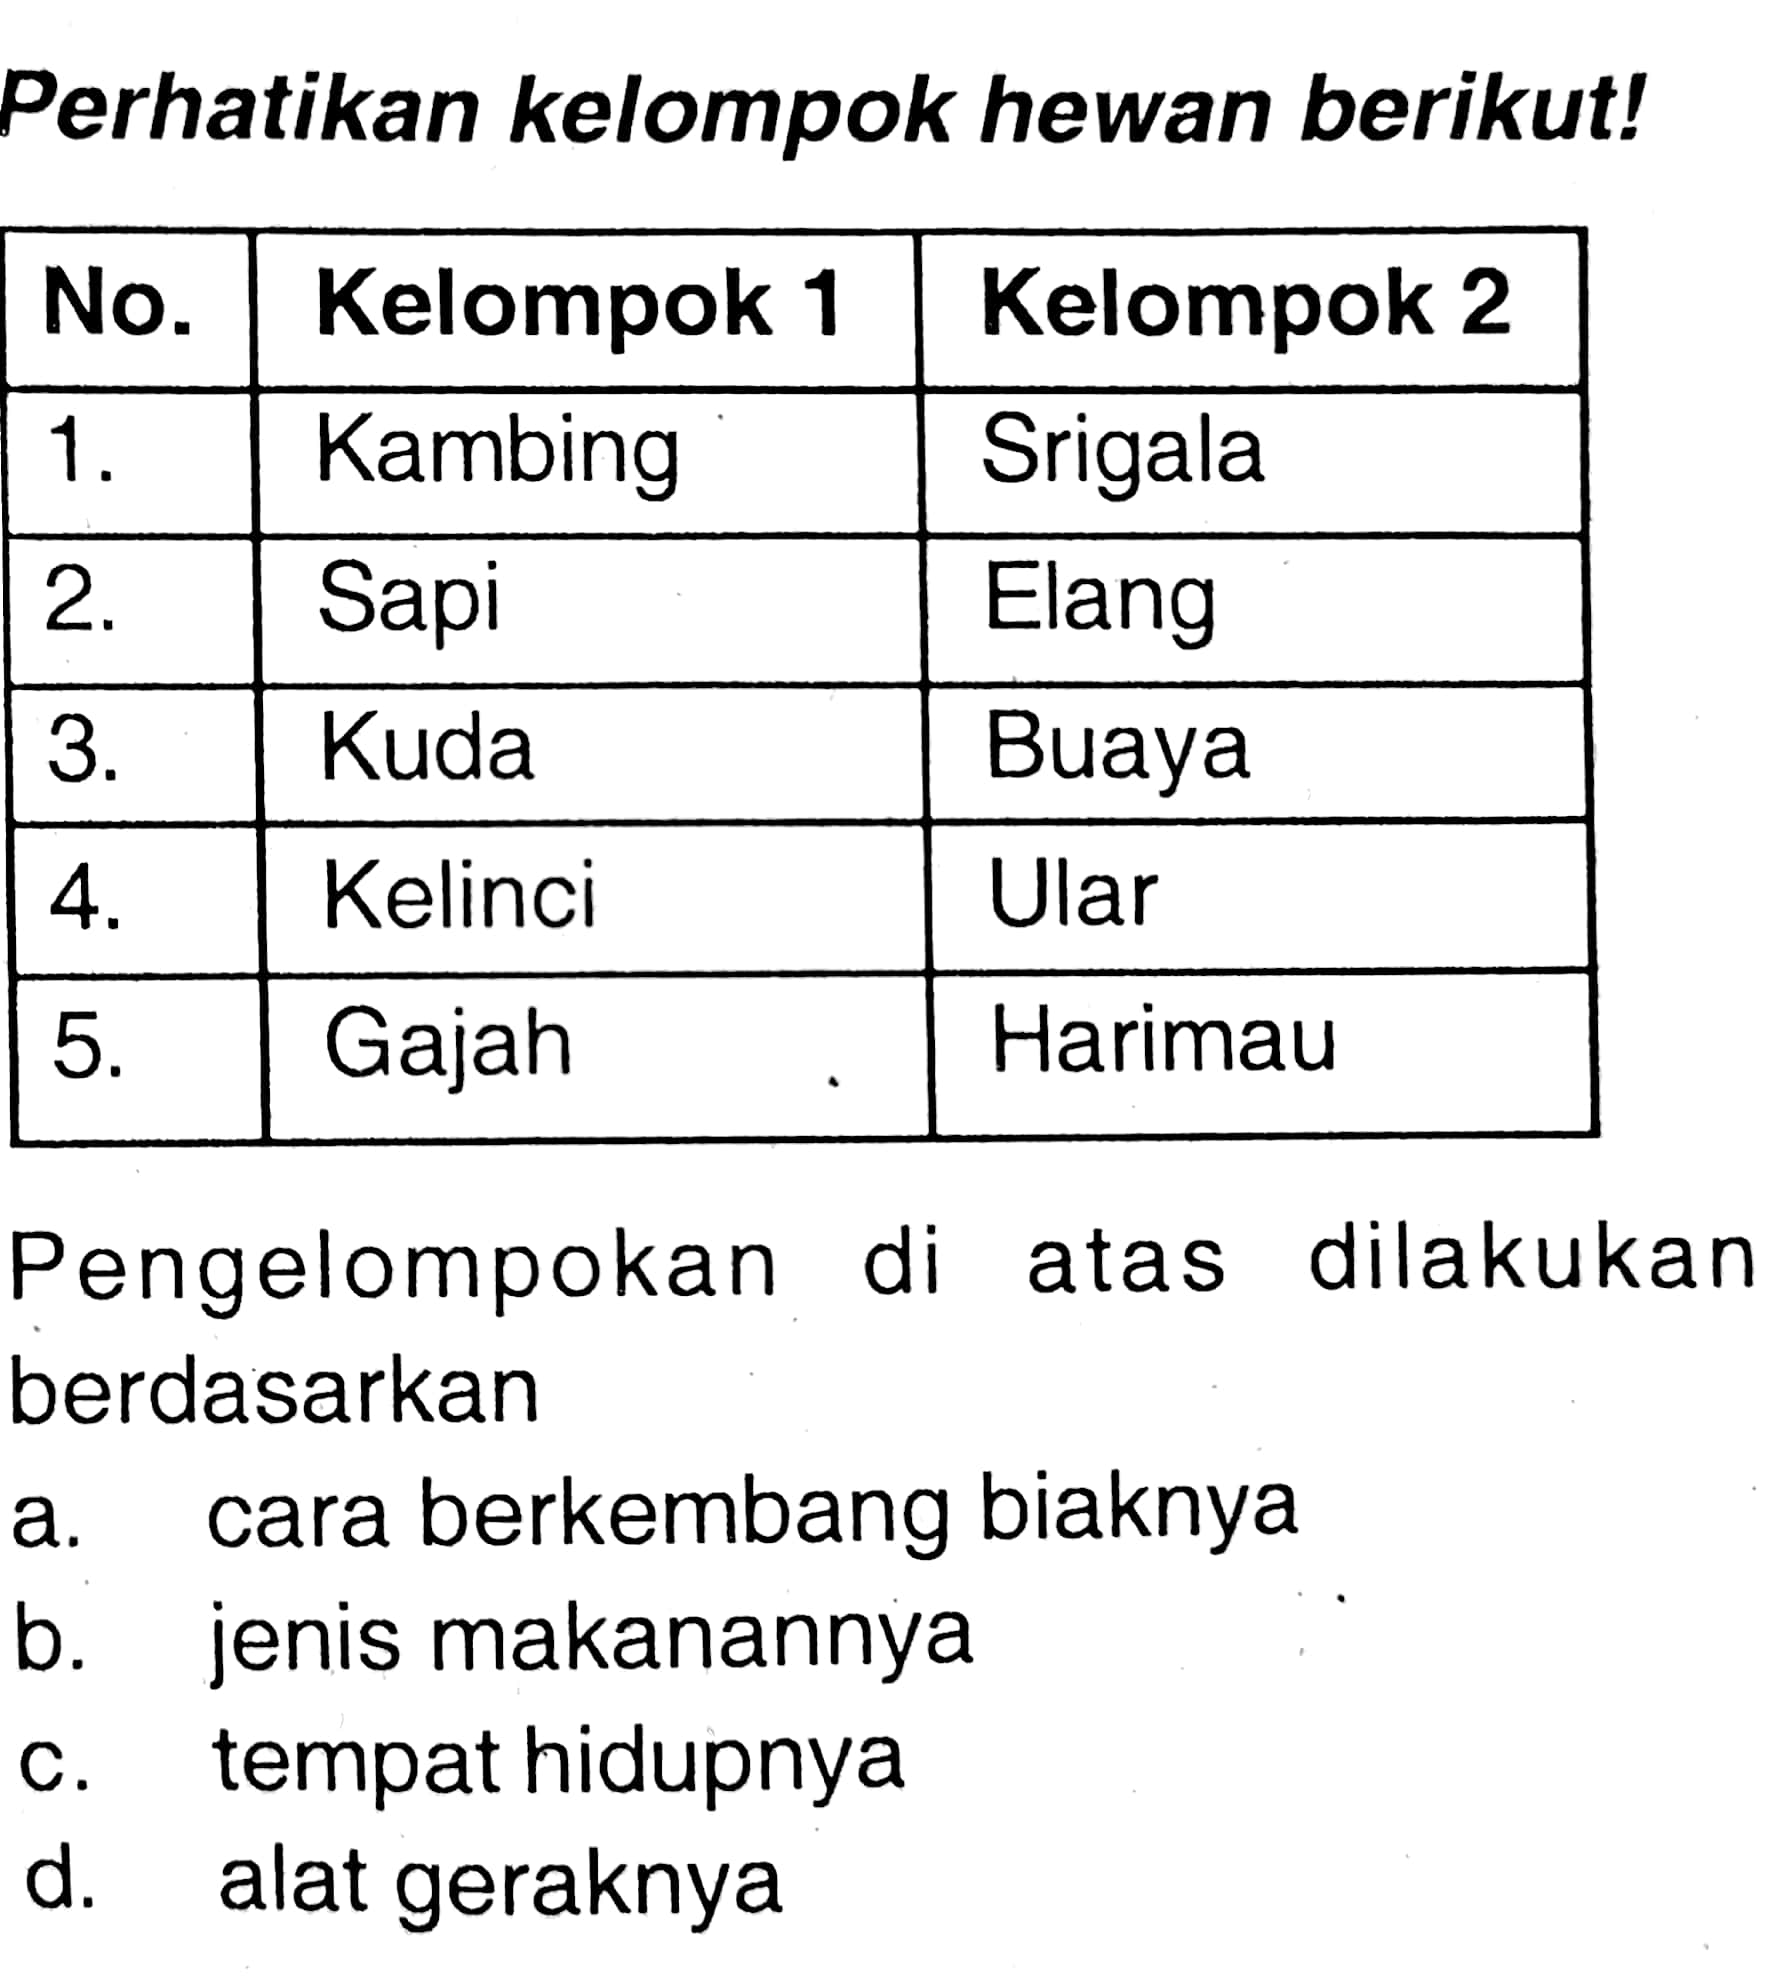 Perhatikan kelompok hewan berikut!
No. Kelompok 1 Kelompok 2
1. Kambing Srigala
2. Sapi Elang
3. Kuda Buaya
4. Kelinci Ular
5. Gajah Harimau
Pengelompokan di atas dilakukan
berdasarkan
a. cara berkembang biaknya
b. jenis makanannya
c. tempat hidupnya
d. alat geraknya